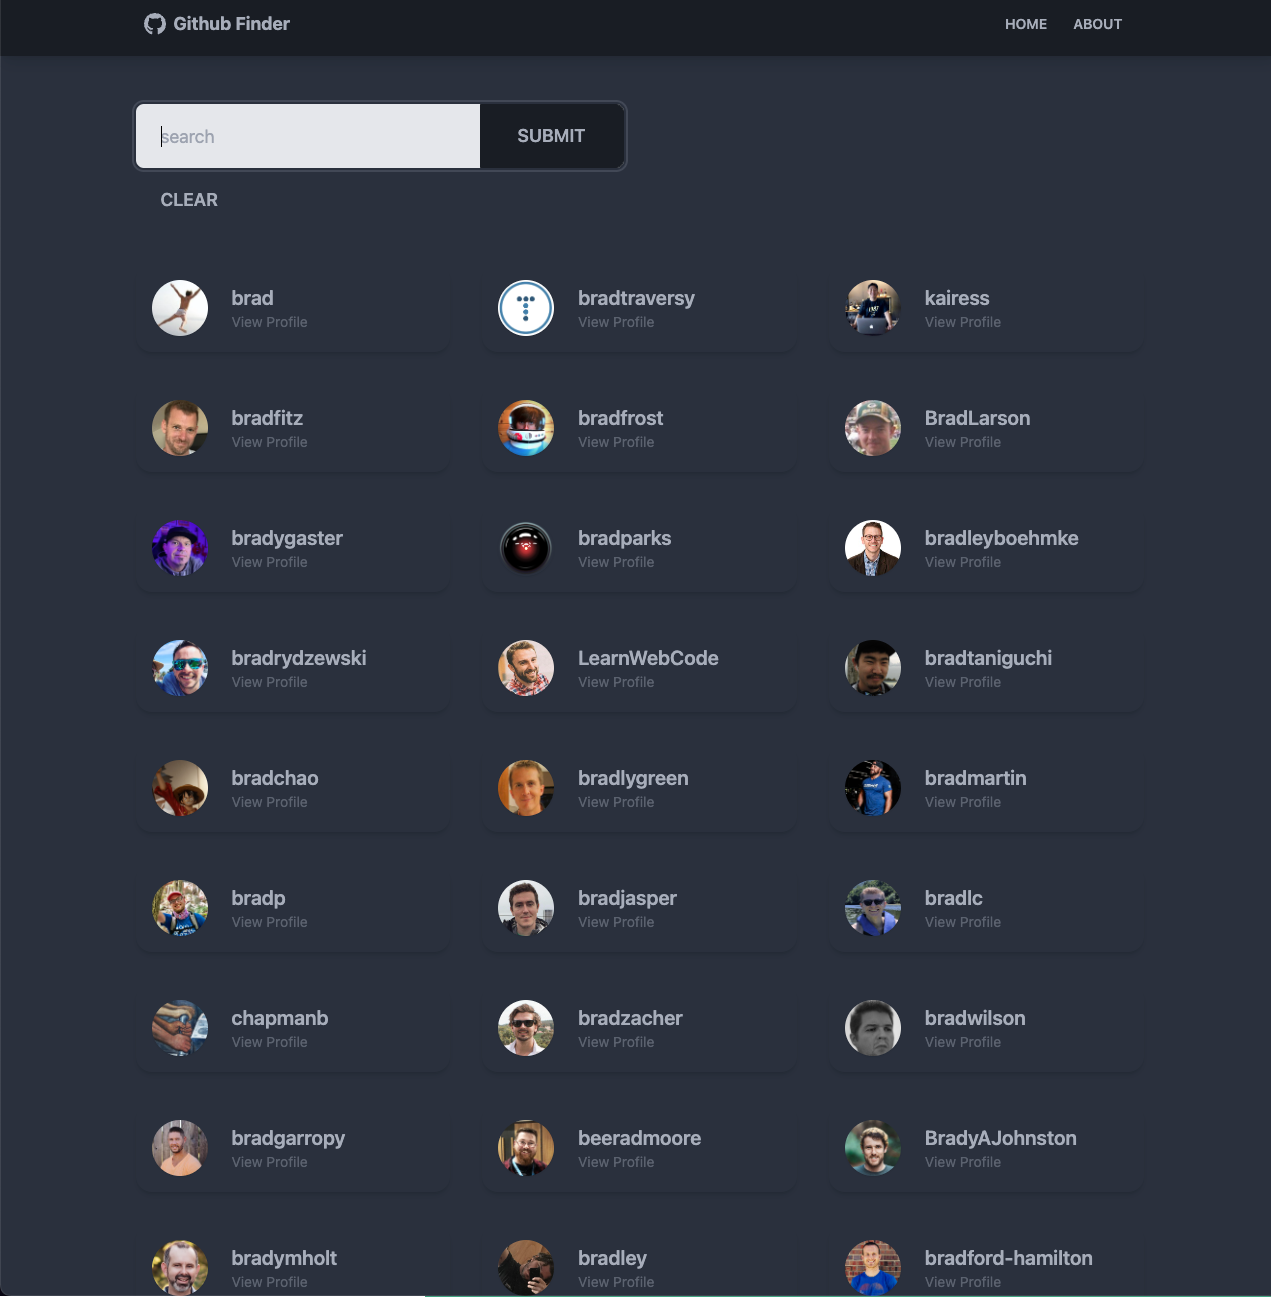 Github Finder
HOME ABOUT
search SUBMIT
CLEAR
brad
View Profile
bradtraversy
View Profile
kairess
View Profile
bradfitz
View Profile
bradfrost
View Profile
BradLarson
View Profile
bradygaster
View Profile
bradparks
View Profile
bradleyboehmke
View Profile
bradrydzewski
View Profile
LearnWebCode
View Profile
bradtaniguchi
View Profile
bradchao
View Profile
bradlygreen
View Profile
bradmartin
View Profile
bradp
View Profile
bradjasper
View Profile
bradlc
View Profile
chapmanb
View Profile
bradzacher
View Profile
bradwilson
View Profile
bradgarropy
View Profile
beeradmoore
View Profile
BradyAJohnston
View Profile
bradymholt
View Profile
bradley
View Profile
bradford-hamilton
View Profile